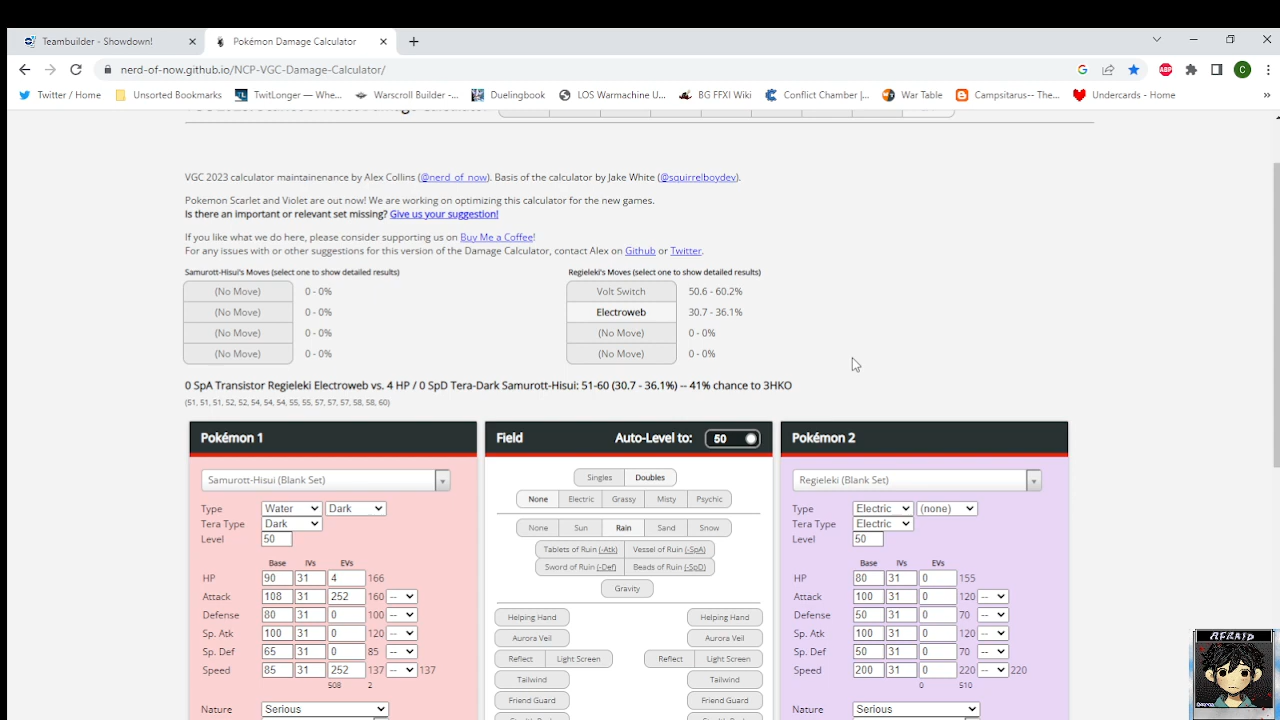 Teambuilder - Showdown!
Pokémon Damage Calculator
nerd-of-now.github.io/NCP-VGC-Damage-Calculator/
Twitter / Home Unsorted Bookmarks TwitLonger — Whe... Warscroll Builder -... Duelingbook LOS Warmachine U... BG FFXI Wiki Conflict Chamber |... War Table Campsitarus-- The... Undercards - Home »
VGC 2023 calculator maintainenance by Alex Collins (@nerd_of_now). Basis of the calculator by Jake White (@squirrelboydev).
Pokemon Scarlet and Violet are out now! We are working on optimizing this calculator for the new games.
Is there an important or relevant set missing? Give us your suggestion!
If you like what we do here, please consider supporting us on Buy Me a Coffee!
For any issues with or other suggestions for this version of the Damage Calculator, contact Alex on Github or Twitter.
Samurott-Hisui's Moves (select one to show detailed results) Regieleki's Moves (select one to show detailed results)
(No Move) 0 - 0% Volt Switch 50.6 - 60.2%
(No Move) 0 - 0% Electroweb 30.7 - 36.1%
(No Move) 0 - 0% (No Move) 0 - 0%
(No Move) 0 - 0% (No Move) 0 - 0%
0 SpA Transistor Regieleki Electroweb vs. 4 HP / 0 SpD Tera-Dark Samurott-Hisui: 51-60 (30.7 - 36.1%) -- 41% chance to 3HKO
(51, 51, 51, 52, 52, 54, 54, 54, 55, 55, 57, 57, 57, 58, 58, 60)
Pokémon 1 Field Auto-Level to: 50 Pokémon 2
Samurott-Hisui (Blank Set) Singles Doubles Regieleki (Blank Set)
None Electric Grassy Misty Psychic
Type Water Dark Type Electric (none)
Tera Type Dark None Sun Rain Sand Snow Tera Type Electric
Level 50 Level 50
Tablets of Ruin (-Atk) Vessel of Ruin (-SpA)
Base IVs EVs Sword of Ruin (-Def) Beads of Ruin (-SpD) Base IVs EVs
HP 90 31 4 166 Gravity HP 80 31 0 155
Attack 108 31 252 160 -- Attack 100 31 0 120 --
Defense 80 31 0 100 -- Helping Hand Helping Hand Defense 50 31 0 70 --
Sp. Atk 100 31 0 120 -- Aurora Veil Aurora Veil Sp. Atk 100 31 0 120 --
Sp. Def 65 31 0 85 -- Reflect Light Screen Reflect Light Screen Sp. Def 50 31 0 70 --
Speed 85 31 252 137 -- 137 Tailwind Tailwind Speed 200 31 0 220 -- 220
508 2 0 510
Friend Guard Friend Guard
Nature Serious Nature Serious